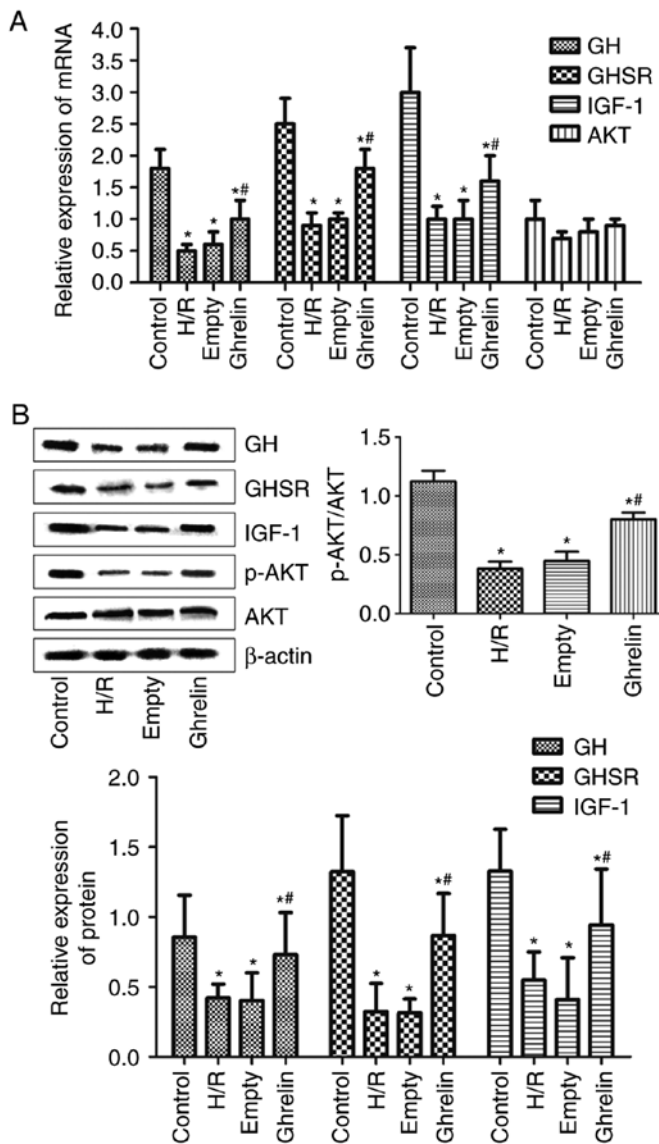 A
Relative expression of mRNA
4.0
3.5
3.0
2.5
2.0
1.5
1.0
0.5
0.0
GH
GHSR
IGF-1
AKT
* * *#
* * *#
* * *#
Control H/R Empty Ghrelin Control H/R Empty Ghrelin Control H/R Empty Ghrelin Control H/R Empty Ghrelin
B
GH
GHSR
IGF-1
p-AKT
AKT
β-actin
Control H/R Empty Ghrelin
p-AKT/AKT
1.5
1.0
0.5
0.0
* * *#
Control H/R Empty Ghrelin
GH
GHSR
IGF-1
Relative expression
of protein
2.0
1.5
1.0
0.5
0.0
* * *#
* * *#
* * *#
Control H/R Empty Ghrelin Control H/R Empty Ghrelin Control H/R Empty Ghrelin